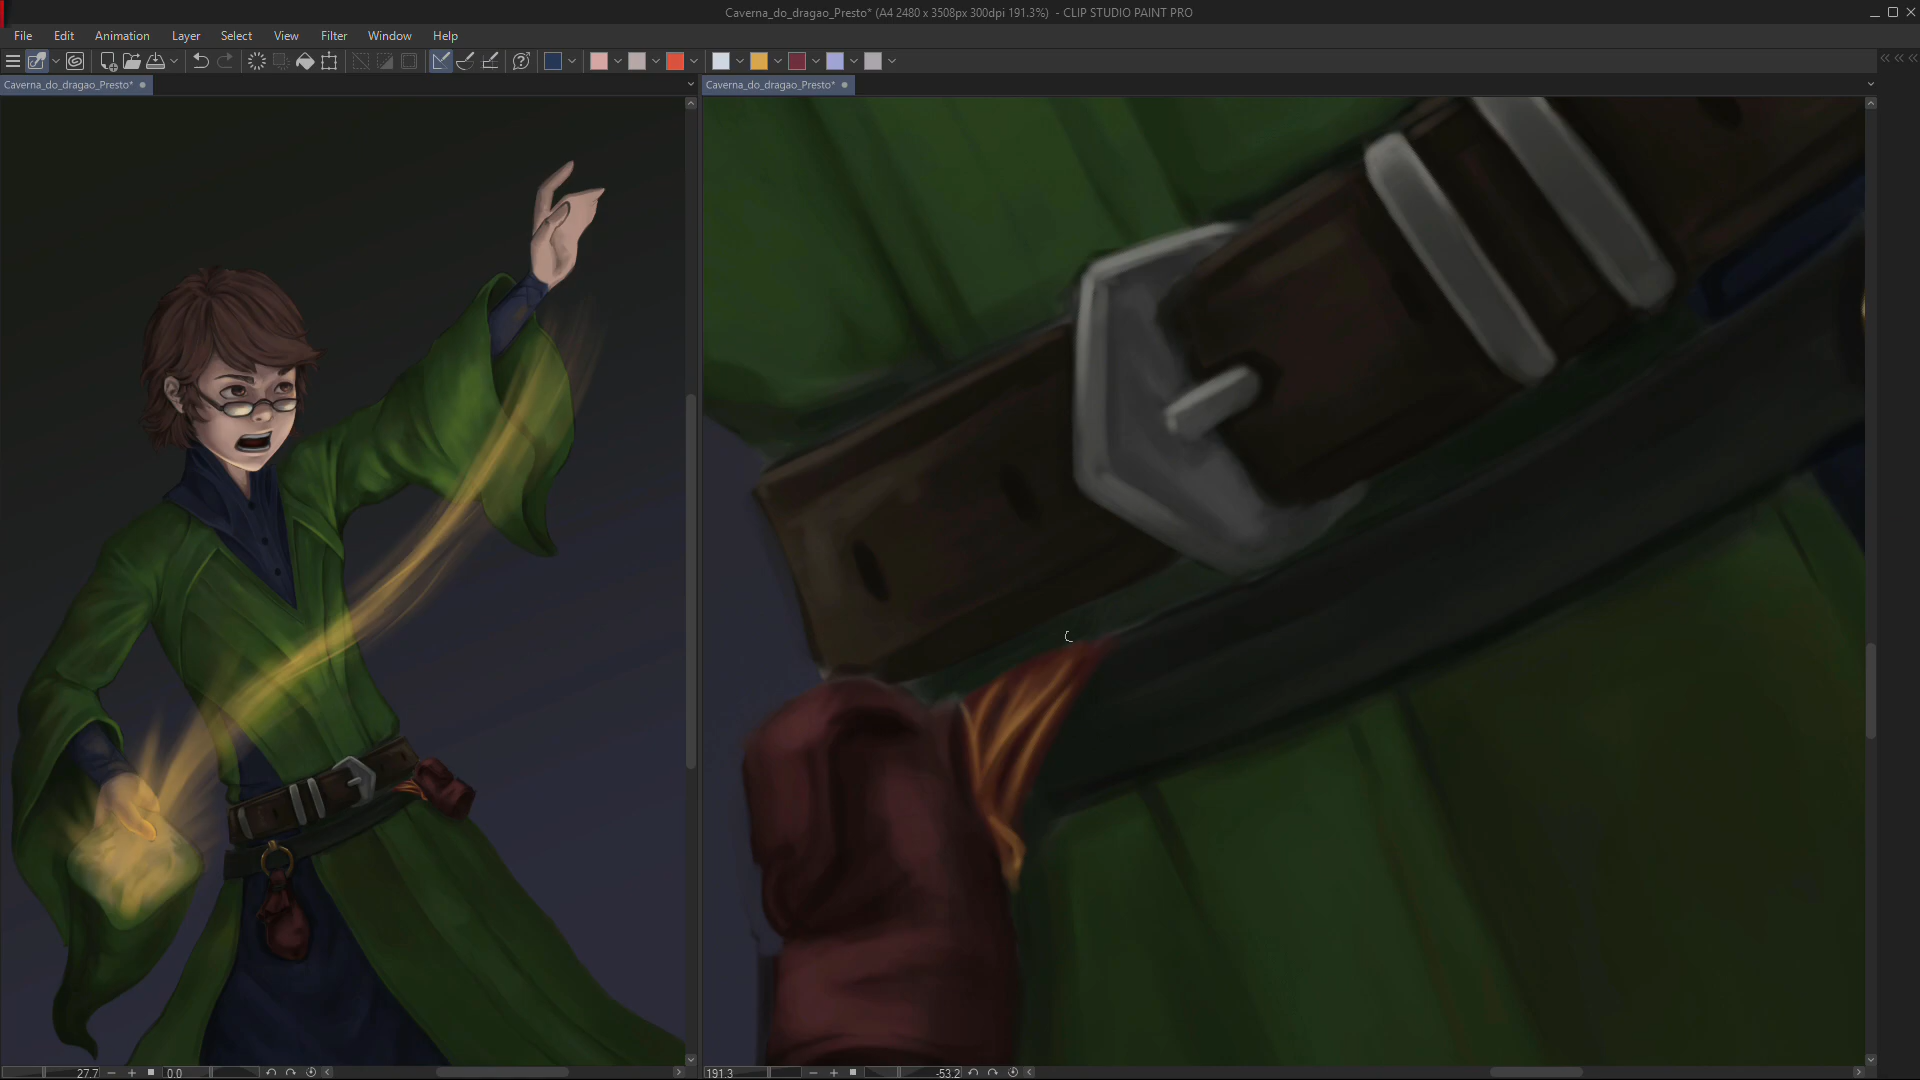 Caverna_do_dragao_Presto* (A4 2480 x 3508px 300dpi 191.3%) - CLIP STUDIO PAINT PRO
File Edit Animation Layer Select View Filter Window Help
Caverna_do_dragao_Presto*
Caverna_do_dragao_Presto*
27.7 0.0
191.3 -53.2